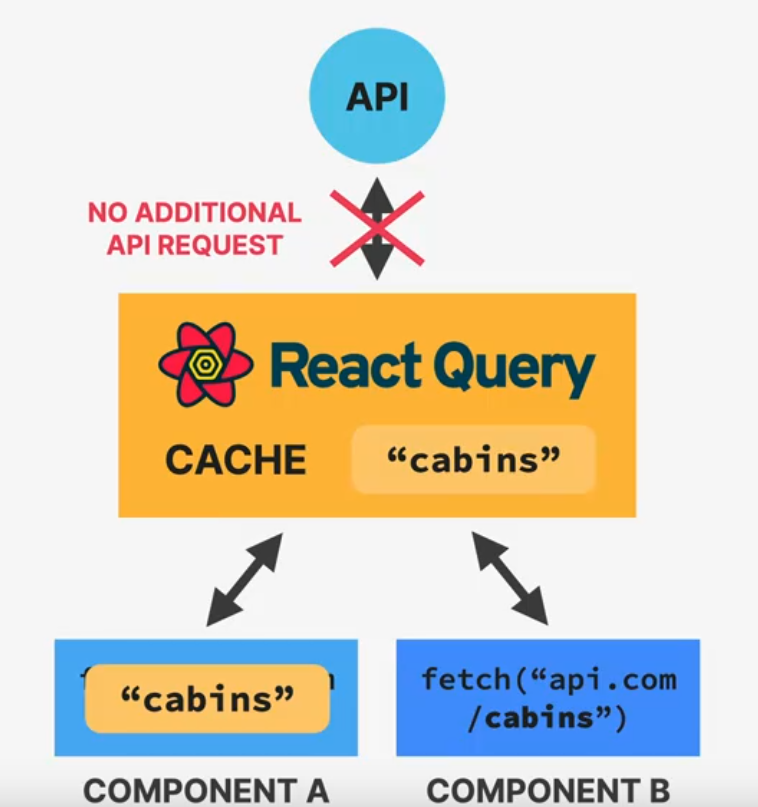 API
NO ADDITIONAL
API REQUEST
React Query
CACHE
“cabins”
“cabins”
fetch(“api.com
/cabins”)
COMPONENT A
COMPONENT B